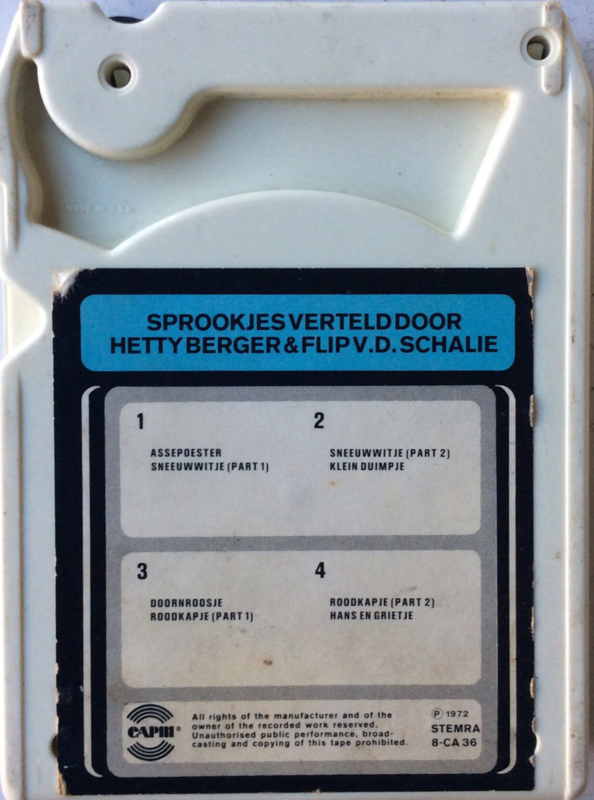 MADE IN U.S.A.
SPROOKJES VERTELD DOOR
HETTY BERGER & FLIP V.D. SCHALIE
1
ASSEPOESTER
SNEEUWWITJE (PART 1)
2
SNEEUWWITJE (PART 2)
KLEIN DUIMPJE
3
DOORNROOSJE
ROODKAPJE (PART 1)
4
ROODKAPJE (PART 2)
HANS EN GRIETJE
CAPRI®
All rights of the manufacturer and of the
owner of the recorded work reserved.
Unauthorised public performance, broad-
casting and copying of this tape prohibited.
Ⓟ 1972
STEMRA
8-CA 36